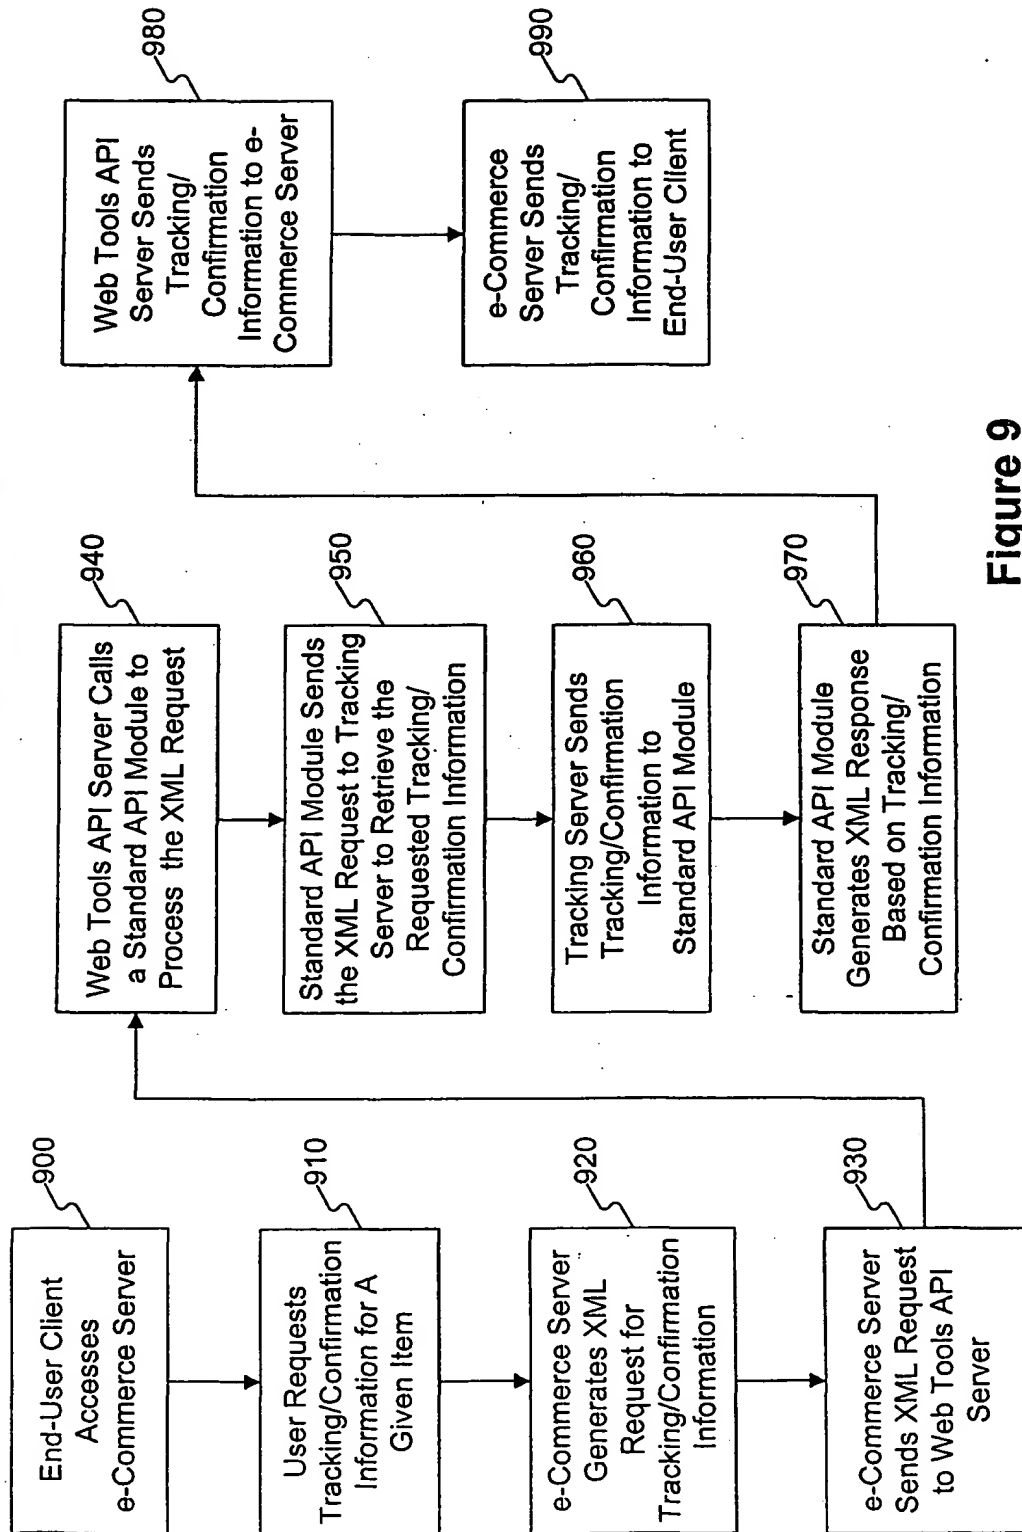 900
End-User Client
Accesses
e-Commerce Server
910
User Requests
Tracking/Confirmation
Information for A
Given Item
920
e-Commerce Server
Generates XML
Request for
Tracking/Confirmation
Information
930
e-Commerce Server
Sends XML Request
to Web Tools API
Server
940
Web Tools API Server Calls
a Standard API Module to
Process the XML Request
950
Standard API Module Sends
the XML Request to Tracking
Server to Retrieve the
Requested Tracking/
Confirmation Information
960
Tracking Server Sends
Tracking/Confirmation
Information to
Standard API Module
970
Standard API Module
Generates XML Response
Based on Tracking/
Confirmation Information
980
Web Tools API
Server Sends
Tracking/
Confirmation
Information to e-
Commerce Server
990
e-Commerce
Server Sends
Tracking/
Confirmation
Information to
End-User Client
Figure 9